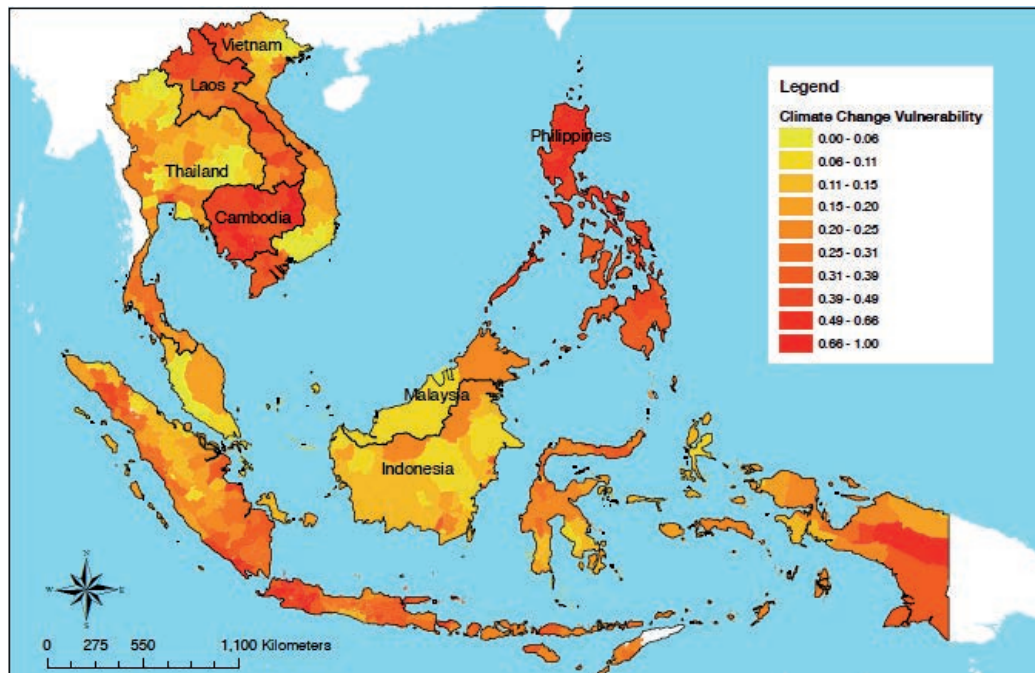 Vietnam
Laos
Thailand
Cambodia
Philippines
Malaysia
Indonesia
Legend
Climate Change Vulnerability
0.00 - 0.06
0.06 - 0.11
0.11 - 0.15
0.15 - 0.20
0.20 - 0.25
0.25 - 0.31
0.31 - 0.39
0.39 - 0.49
0.49 - 0.66
0.66 - 1.00
N
W E
S
0 275 550 1,100 Kilometers